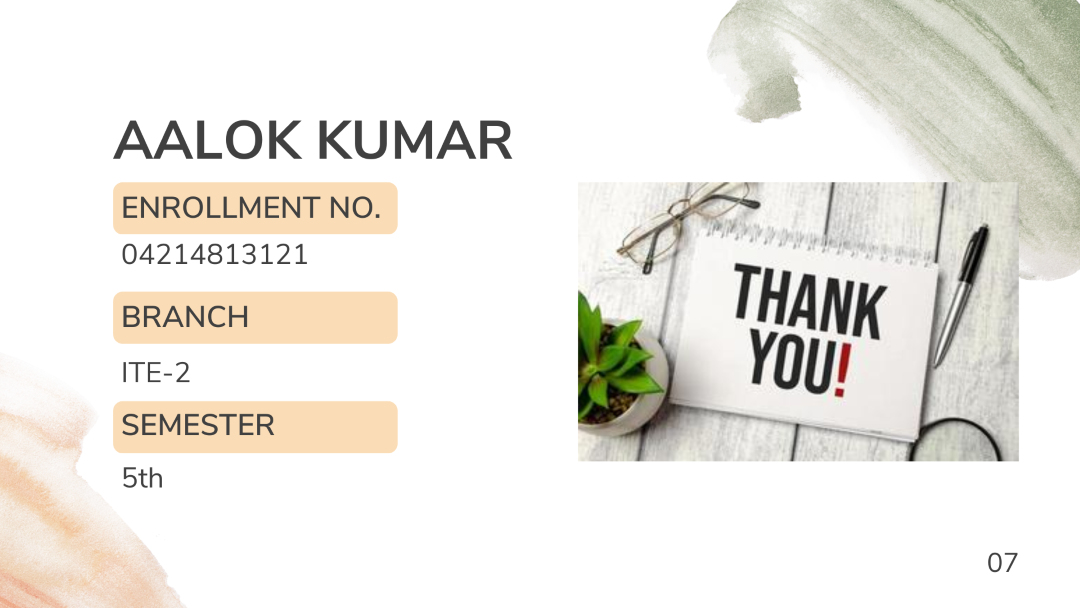 AALOK KUMAR
ENROLLMENT NO.
04214813121
BRANCH
ITE-2
SEMESTER
5th
THANK
YOU!
07